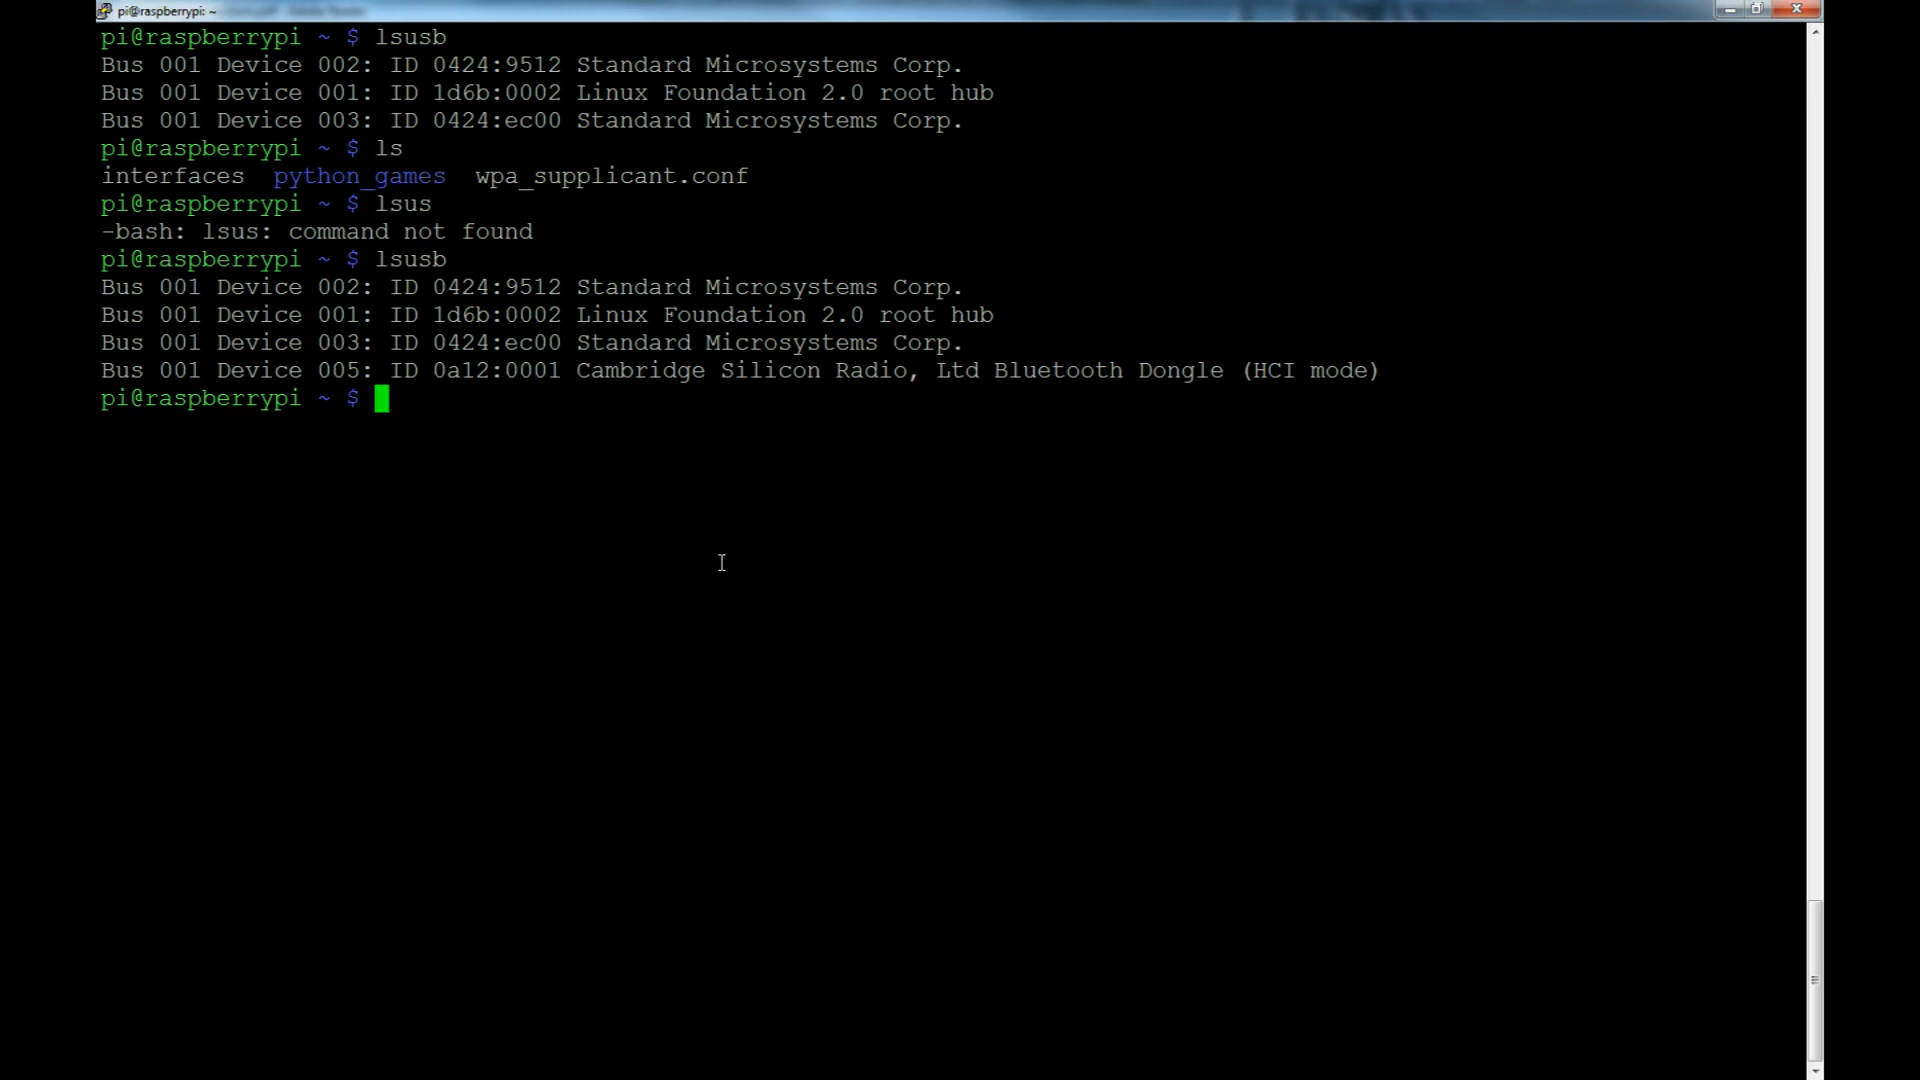 pi@raspberrypi: ~
pi@raspberrypi ~ $ lsusb
Bus 001 Device 002: ID 0424:9512 Standard Microsystems Corp.
Bus 001 Device 001: ID 1d6b:0002 Linux Foundation 2.0 root hub
Bus 001 Device 003: ID 0424:ec00 Standard Microsystems Corp.
pi@raspberrypi ~ $ ls
interfaces  python_games  wpa_supplicant.conf
pi@raspberrypi ~ $ lsus
-bash: lsus: command not found
pi@raspberrypi ~ $ lsusb
Bus 001 Device 002: ID 0424:9512 Standard Microsystems Corp.
Bus 001 Device 001: ID 1d6b:0002 Linux Foundation 2.0 root hub
Bus 001 Device 003: ID 0424:ec00 Standard Microsystems Corp.
Bus 001 Device 005: ID 0a12:0001 Cambridge Silicon Radio, Ltd Bluetooth Dongle (HCI mode)
pi@raspberrypi ~ $